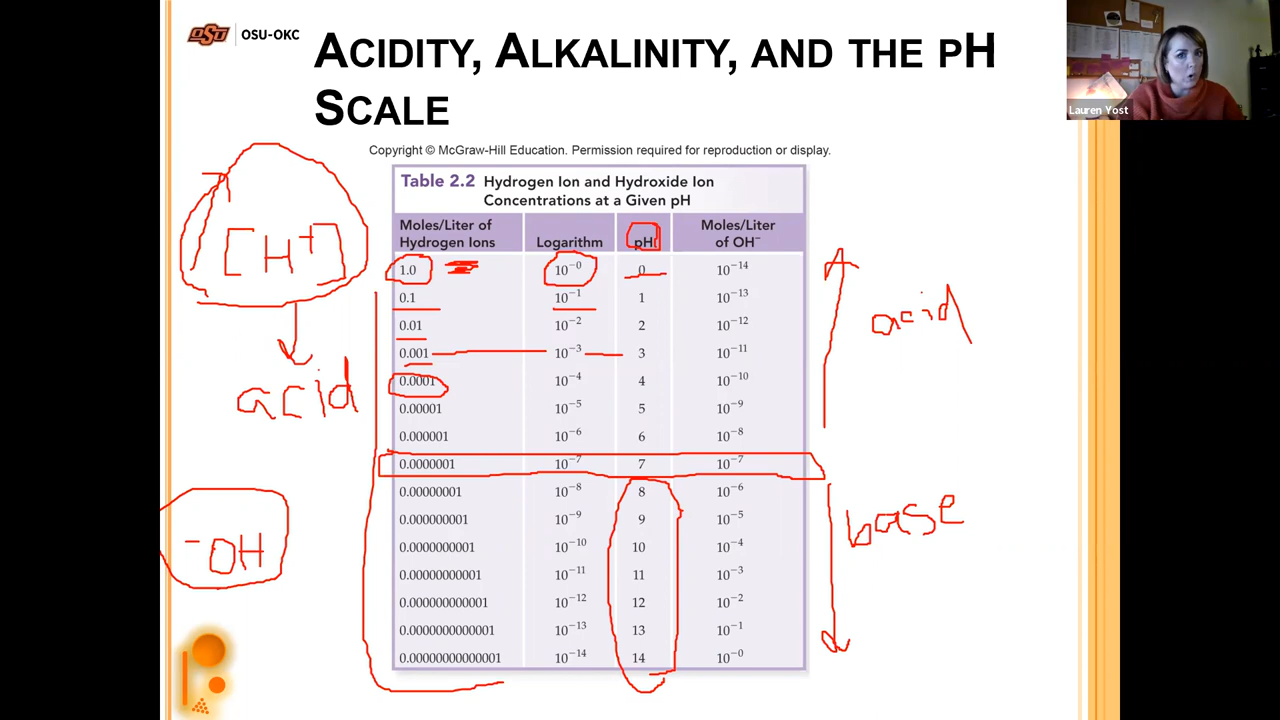 OSU OSU-OKC
ACIDITY, ALKALINITY, AND THE PH
SCALE
Lauren Yost
Copyright © McGraw-Hill Education. Permission required for reproduction or display.
Table 2.2 Hydrogen Ion and Hydroxide Ion
Concentrations at a Given pH
Moles/Liter of Hydrogen Ions Logarithm pH Moles/Liter of OH⁻
1.0 10⁻⁰ 0 10⁻¹⁴
0.1 10⁻¹ 1 10⁻¹³
0.01 10⁻² 2 10⁻¹²
0.001 10⁻³ 3 10⁻¹¹
0.0001 10⁻⁴ 4 10⁻¹⁰
0.00001 10⁻⁵ 5 10⁻⁹
0.000001 10⁻⁶ 6 10⁻⁸
0.0000001 10⁻⁷ 7 10⁻⁷
0.00000001 10⁻⁸ 8 10⁻⁶
0.000000001 10⁻⁹ 9 10⁻⁵
0.0000000001 10⁻¹⁰ 10 10⁻⁴
0.00000000001 10⁻¹¹ 11 10⁻³
0.000000000001 10⁻¹² 12 10⁻²
0.0000000000001 10⁻¹³ 13 10⁻¹
0.00000000000001 10⁻¹⁴ 14 10⁻⁰
[H⁺]
acid
⁻OH
acid
base